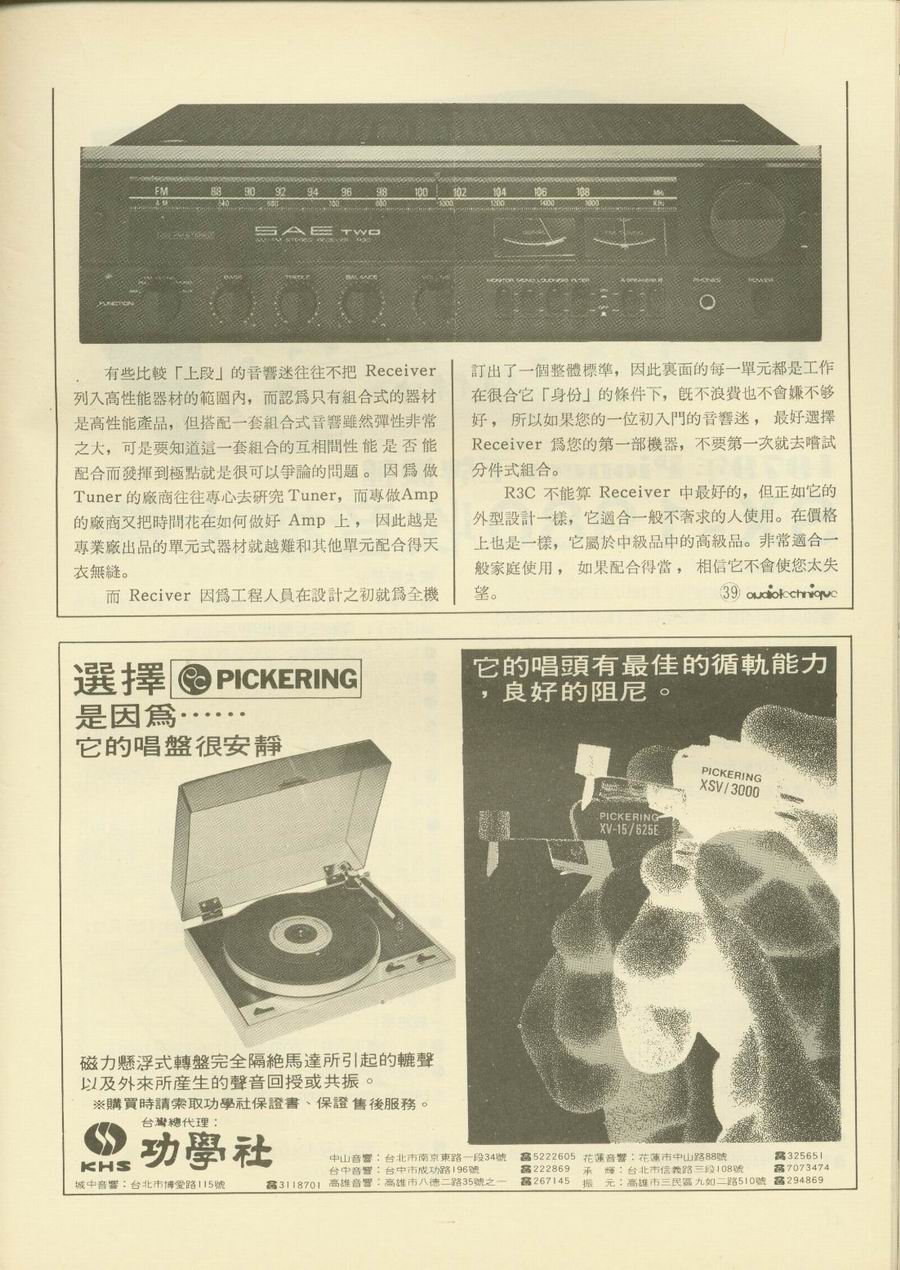 FM 88 90 92 94 96 98 100 102 104 106 108 MHz
AM 540 600 700 800 1000 1200 1400 1600 KHz
SAE TWO
BASS TREBLE BALANCE VOLUME MONITOR MONO LOUDNESS FILTER A SPEAKERS B PHONES POWER
FUNCTION
有些比較「上段」的音響迷往往不把 Receiver
列入高性能器材的範圍內，而認爲只有組合式的器材
是高性能產品，但搭配一套組合式音響雖然彈性非常
之大，可是要知道這一套組合的互相間性能是否能
配合而發揮到極點就是很可以爭論的問題。因爲做
Tuner 的廠商往往專心去硏究 Tuner，而專做Amp
的廠商又把時間花在如何做好 Amp 上，因此越是
專業廠出品的單元式器材就越難和其他單元配合得天
衣無縫。
而 Reciver 因爲工程人員在設計之初就爲全機
訂出了一個整體標準，因此裏面的每一單元都是工作
在很合它「身份」的條件下，旣不浪費也不會嫌不够
好，所以如果您的一位初入門的音響迷，最好選擇
Receiver 爲您的第一部機器，不要第一次就去嚐試
分件式組合。
R3C 不能算 Receiver 中最好的，但正如它的
外型設計一樣，它適合一般不奢求的人使用。在價格
上也是一樣，它屬於中級品中的高級品。非常適合一
般家庭使用，如果配合得當，相信它不會使您太失
望。
39 audiotechnique
選擇 PICKERING
是因爲……
它的唱盤很安靜
磁力懸浮式轉盤完全隔絶馬達所引起的轆聲
以及外來所產生的聲音回授或共振。
※購買時請索取功學社保證書、保證售後服務。
台灣總代理：
KHS 功學社
它的唱頭有最佳的循軌能力
，良好的阻尼。
PICKERING
XSV/3000
PICKERING
XV-15/625E
中山音響：台北市南京東路一段34號 ☎5222605 花蓮音響：花蓮市中山路88號 ☎325651
台中音響：台中市成功路196號 ☎222869 承 輝：台北市信義路三段108號 ☎7073474
城中音響：台北市博愛路115號 ☎3118701 高雄音響：高雄市八德二路35號之一 ☎267145 振 元：高雄市三民區九如二路510號 ☎294869